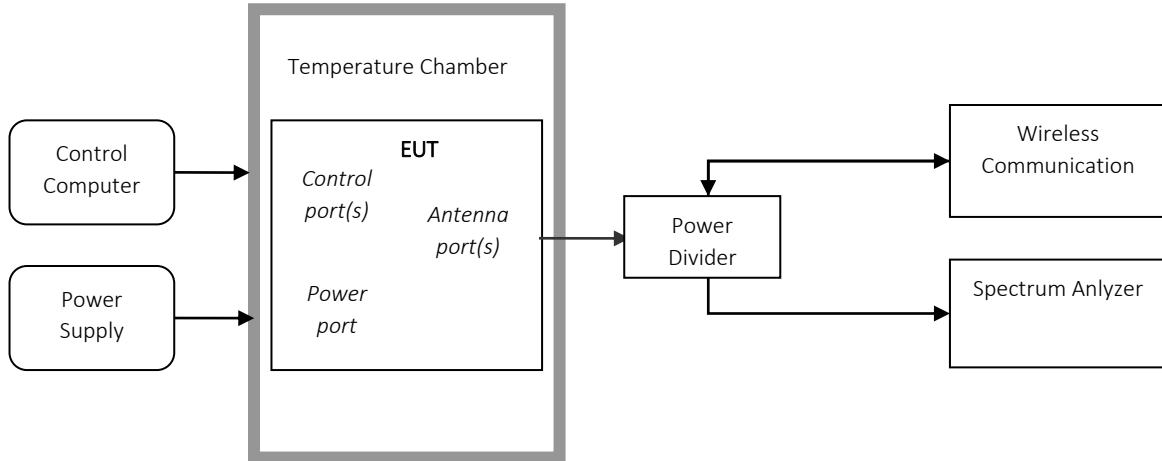 Temperature Chamber
Control
Computer
Power
Supply
EUT
Control
port(s)
Antenna
port(s)
Power
port
Power
Divider
Wireless
Communication
Spectrum Anlyzer